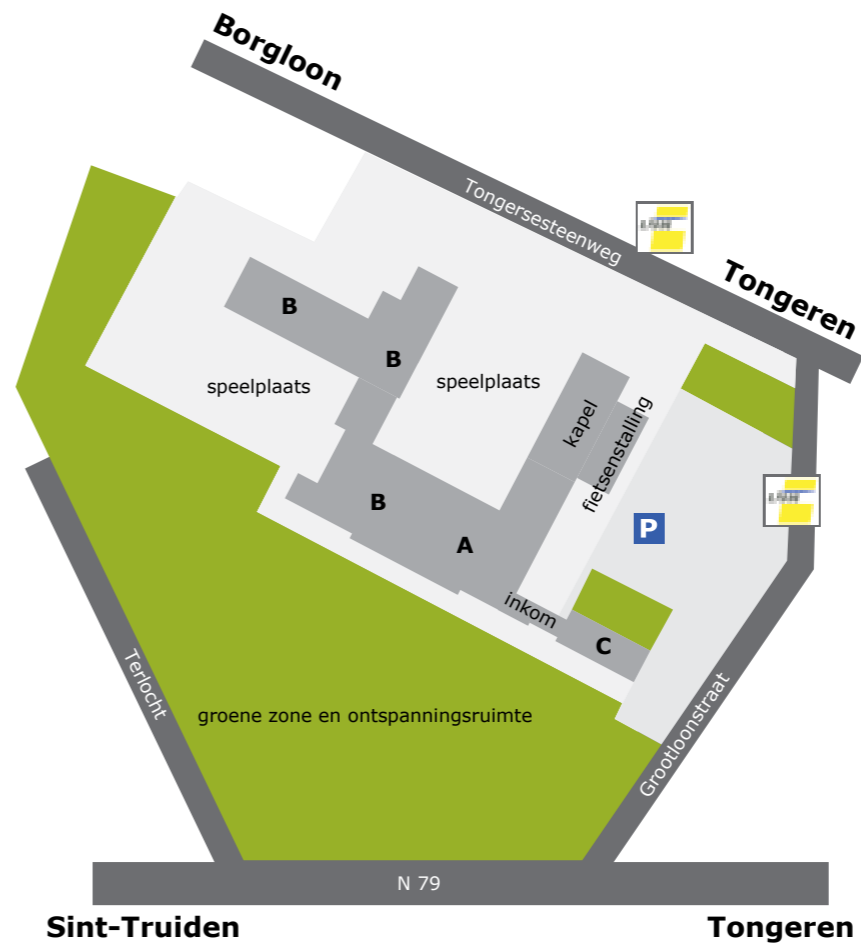 Borgloon
Tongersesteenweg
Tongeren
B
B
speelplaats
speelplaats
kapel
fietsenstalling
B
A
P
inkom
C
Terlocht
groene zone en ontspanningsruimte
Grootloonstraat
N 79
Sint-Truiden
Tongeren